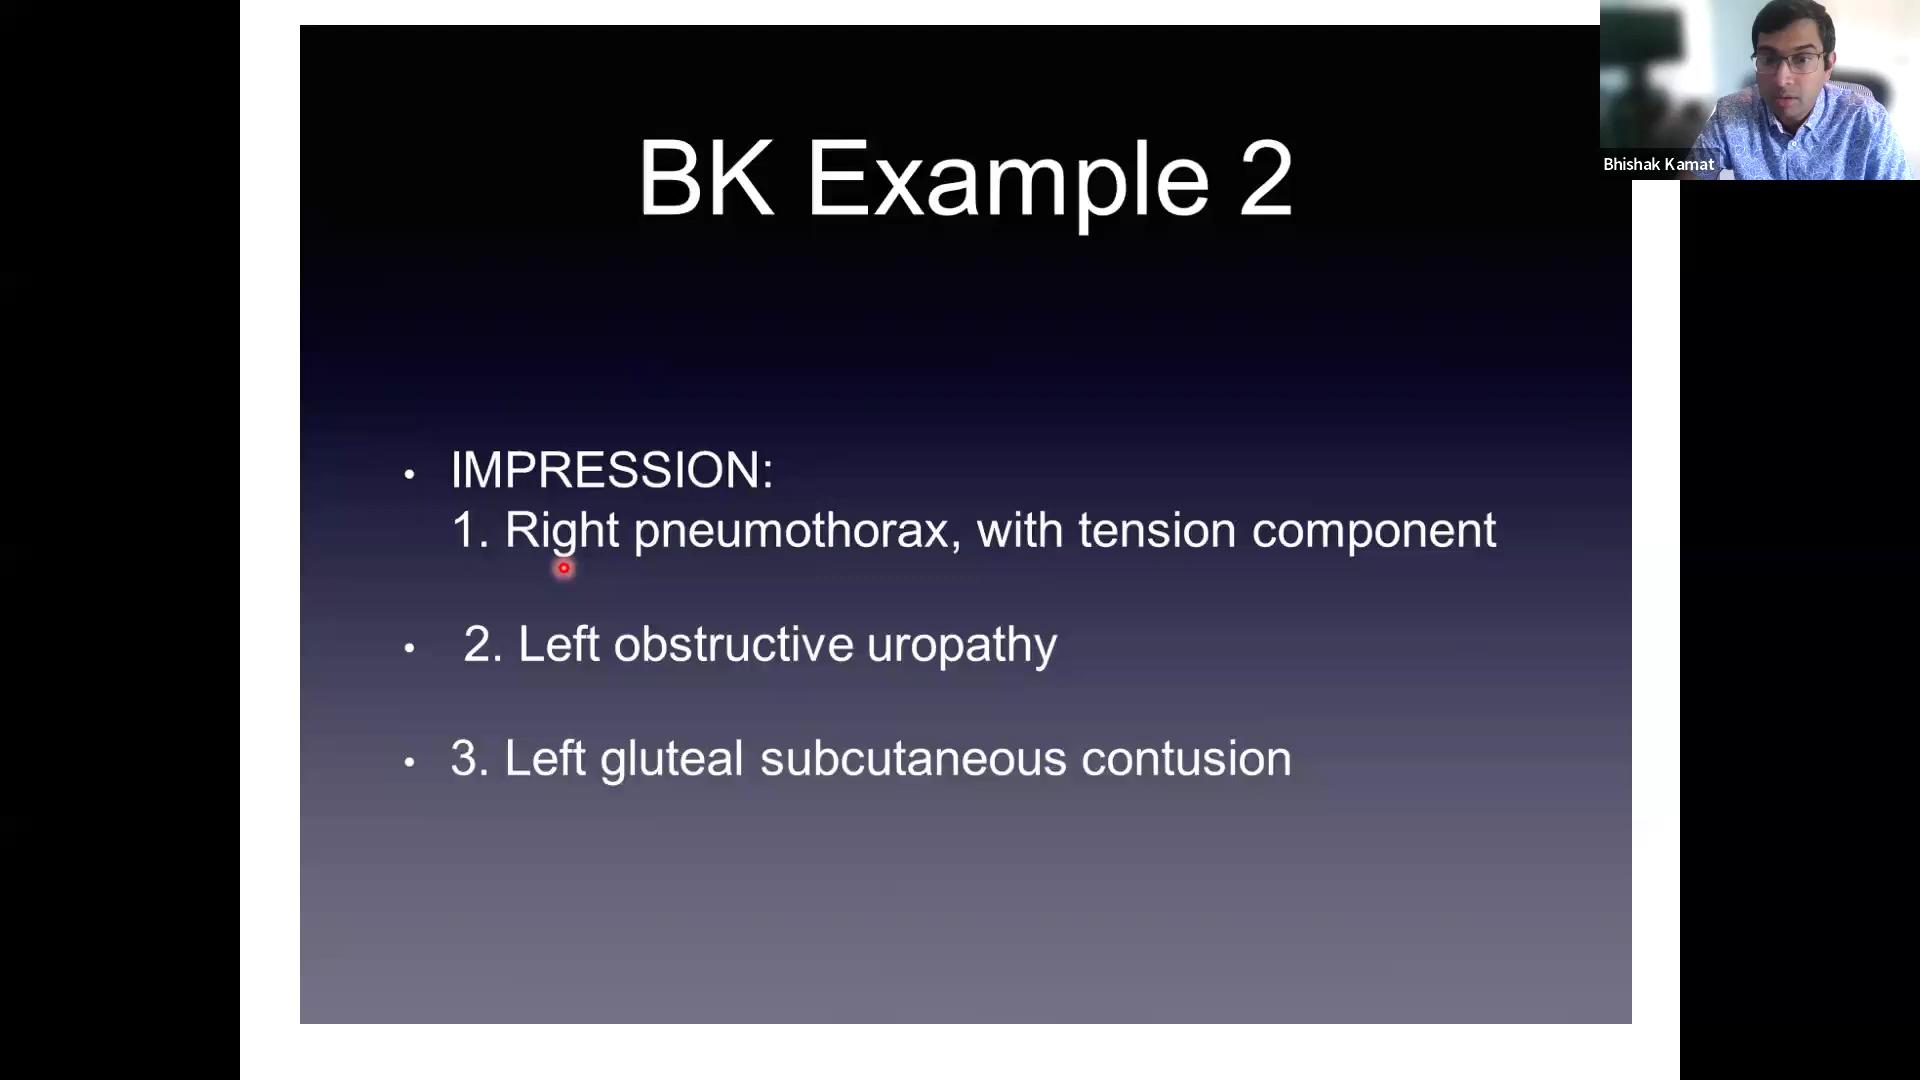 BK Example 2
Bhishak Kamat
• IMPRESSION:
1. Right pneumothorax, with tension component
• 2. Left obstructive uropathy
• 3. Left gluteal subcutaneous contusion